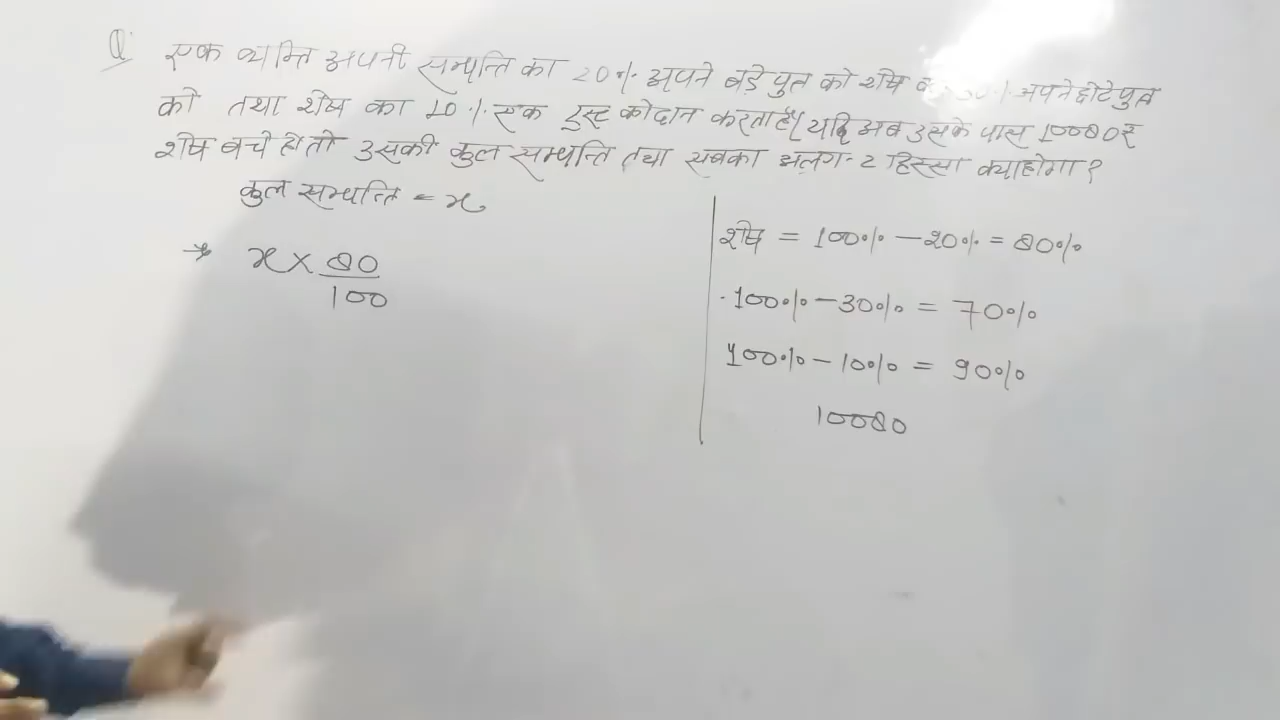 Q एक व्यक्ति अपनी सम्पत्ति का 20% अपने बड़े पुत्र को शेष अपने छोटे पुत्र
को तथा शेष का 10% एक ट्रस्ट को दान करता है। यदि अब उसके पास 10080 ₹
शेष बचे हो तो उसकी कुल सम्पत्ति तथा सबका अलग-2 हिस्सा क्या होगा?
कुल सम्पत्ति = x
→ x × 80/100
शेष = 100% - 20% = 80%
100% - 30% = 70%
100% - 10% = 90%
10080